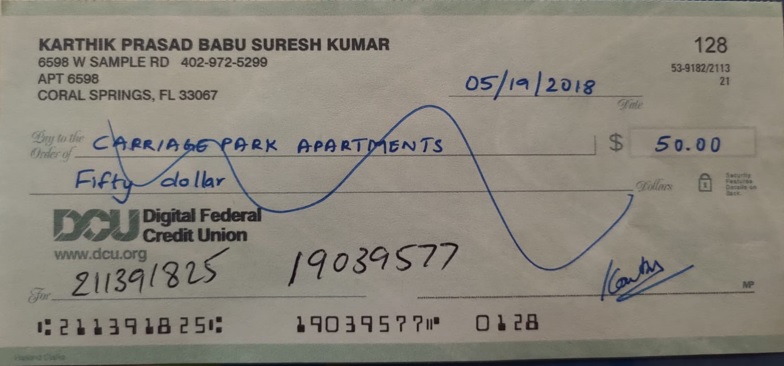 KARTHIK PRASAD BABU SURESH KUMAR
128
6598 W SAMPLE RD 402-972-5299
53-9182/2113
APT 6598
21
CORAL SPRINGS, FL 33067
05/19/2018
Date
Pay to the
Order of CARRIAGE PARK APARTMENTS $ 50.00
Fifty dollar Dollars
Security
Features
Details on
Back
DCU Digital Federal
Credit Union
www.dcu.org
211391825 19039577
For
MP
⑆211391825⑆ 19039577⑈ 0128